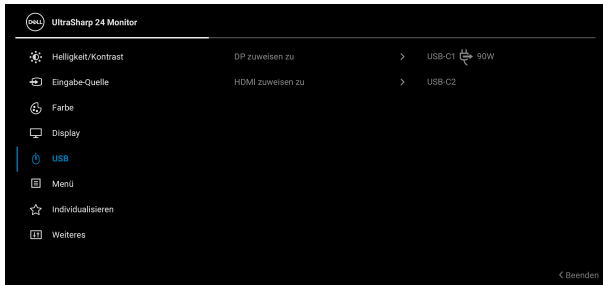 DELL UltraSharp 24 Monitor
Helligkeit/Kontrast DP zuweisen zu > USB-C1 90W
Eingabe-Quelle HDMI zuweisen zu > USB-C2
Farbe
Display
USB
Menü
Individualisieren
Weiteres
< Beenden